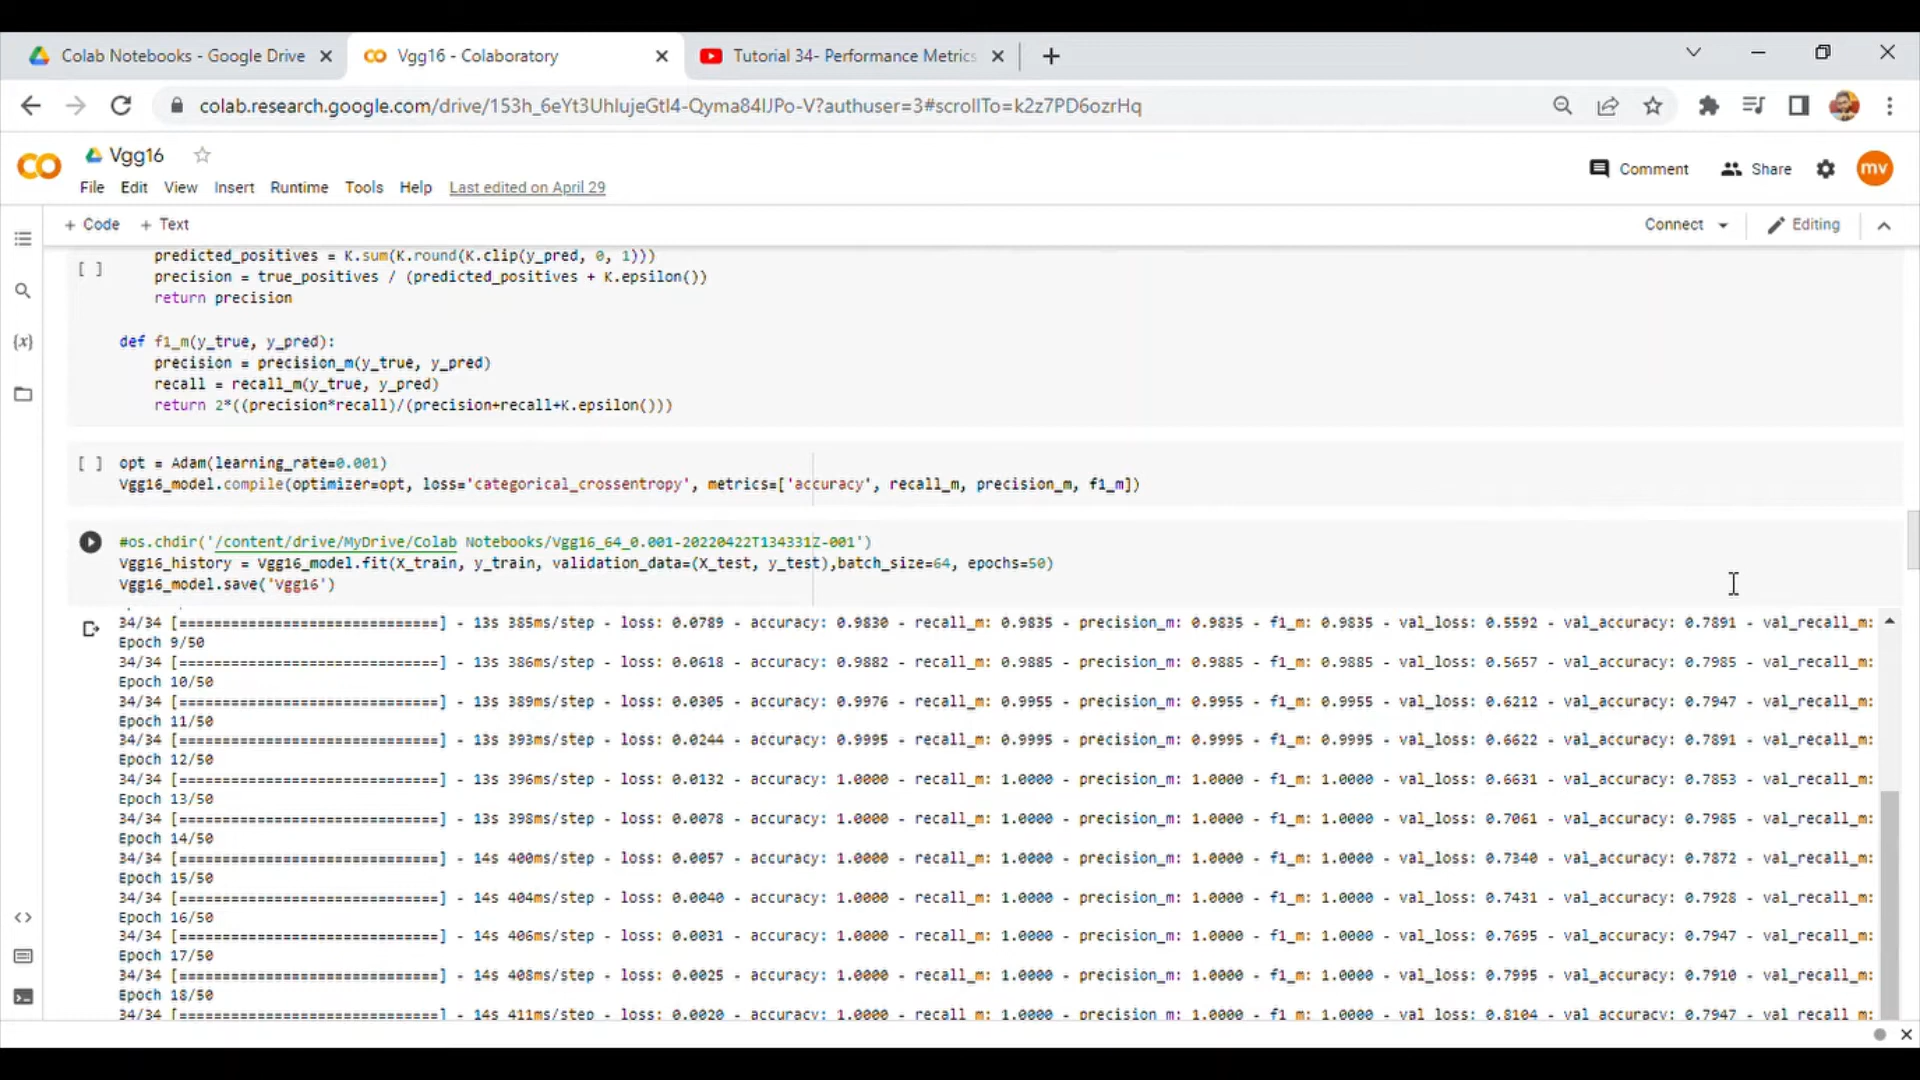 Colab Notebooks - Google Drive
Vgg16 - Colaboratory
Tutorial 34- Performance Metrics
colab.research.google.com/drive/153h_6eYt3UhlujeGtl4-Qyma84lJPo-V?authuser=3#scrollTo=k2z7PD6ozrHq
Vgg16
Comment
Share
mv
File Edit View Insert Runtime Tools Help Last edited on April 29
+ Code + Text
Connect
Editing
predicted_positives = K.sum(K.round(K.clip(y_pred, 0, 1)))
[ ]
precision = true_positives / (predicted_positives + K.epsilon())
return precision
def f1_m(y_true, y_pred):
precision = precision_m(y_true, y_pred)
recall = recall_m(y_true, y_pred)
return 2*((precision*recall)/(precision+recall+K.epsilon()))
[ ] opt = Adam(learning_rate=0.001)
Vgg16_model.compile(optimizer=opt, loss='categorical_crossentropy', metrics=['accuracy', recall_m, precision_m, f1_m])
#os.chdir('/content/drive/MyDrive/Colab Notebooks/Vgg16_64_0.001-20220422T134331Z-001')
Vgg16_history = Vgg16_model.fit(X_train, y_train, validation_data=(X_test, y_test),batch_size=64, epochs=50)
Vgg16_model.save('Vgg16')
34/34 [==============================] - 13s 385ms/step - loss: 0.0789 - accuracy: 0.9830 - recall_m: 0.9835 - precision_m: 0.9835 - f1_m: 0.9835 - val_loss: 0.5592 - val_accuracy: 0.7891 - val_recall_m:
Epoch 9/50
34/34 [==============================] - 13s 386ms/step - loss: 0.0618 - accuracy: 0.9882 - recall_m: 0.9885 - precision_m: 0.9885 - f1_m: 0.9885 - val_loss: 0.5657 - val_accuracy: 0.7985 - val_recall_m:
Epoch 10/50
34/34 [==============================] - 13s 389ms/step - loss: 0.0305 - accuracy: 0.9976 - recall_m: 0.9955 - precision_m: 0.9955 - f1_m: 0.9955 - val_loss: 0.6212 - val_accuracy: 0.7947 - val_recall_m:
Epoch 11/50
34/34 [==============================] - 13s 393ms/step - loss: 0.0244 - accuracy: 0.9995 - recall_m: 0.9995 - precision_m: 0.9995 - f1_m: 0.9995 - val_loss: 0.6622 - val_accuracy: 0.7891 - val_recall_m:
Epoch 12/50
34/34 [==============================] - 13s 396ms/step - loss: 0.0132 - accuracy: 1.0000 - recall_m: 1.0000 - precision_m: 1.0000 - f1_m: 1.0000 - val_loss: 0.6631 - val_accuracy: 0.7853 - val_recall_m:
Epoch 13/50
34/34 [==============================] - 13s 398ms/step - loss: 0.0078 - accuracy: 1.0000 - recall_m: 1.0000 - precision_m: 1.0000 - f1_m: 1.0000 - val_loss: 0.7061 - val_accuracy: 0.7985 - val_recall_m:
Epoch 14/50
34/34 [==============================] - 14s 400ms/step - loss: 0.0057 - accuracy: 1.0000 - recall_m: 1.0000 - precision_m: 1.0000 - f1_m: 1.0000 - val_loss: 0.7340 - val_accuracy: 0.7872 - val_recall_m:
Epoch 15/50
34/34 [==============================] - 14s 404ms/step - loss: 0.0040 - accuracy: 1.0000 - recall_m: 1.0000 - precision_m: 1.0000 - f1_m: 1.0000 - val_loss: 0.7431 - val_accuracy: 0.7928 - val_recall_m:
Epoch 16/50
34/34 [==============================] - 14s 406ms/step - loss: 0.0031 - accuracy: 1.0000 - recall_m: 1.0000 - precision_m: 1.0000 - f1_m: 1.0000 - val_loss: 0.7695 - val_accuracy: 0.7947 - val_recall_m:
Epoch 17/50
34/34 [==============================] - 14s 408ms/step - loss: 0.0025 - accuracy: 1.0000 - recall_m: 1.0000 - precision_m: 1.0000 - f1_m: 1.0000 - val_loss: 0.7995 - val_accuracy: 0.7910 - val_recall_m:
Epoch 18/50
34/34 [==============================] - 14s 411ms/step - loss: 0.0020 - accuracy: 1.0000 - recall_m: 1.0000 - precision_m: 1.0000 - f1_m: 1.0000 - val_loss: 0.8104 - val_accuracy: 0.7947 - val_recall_m: